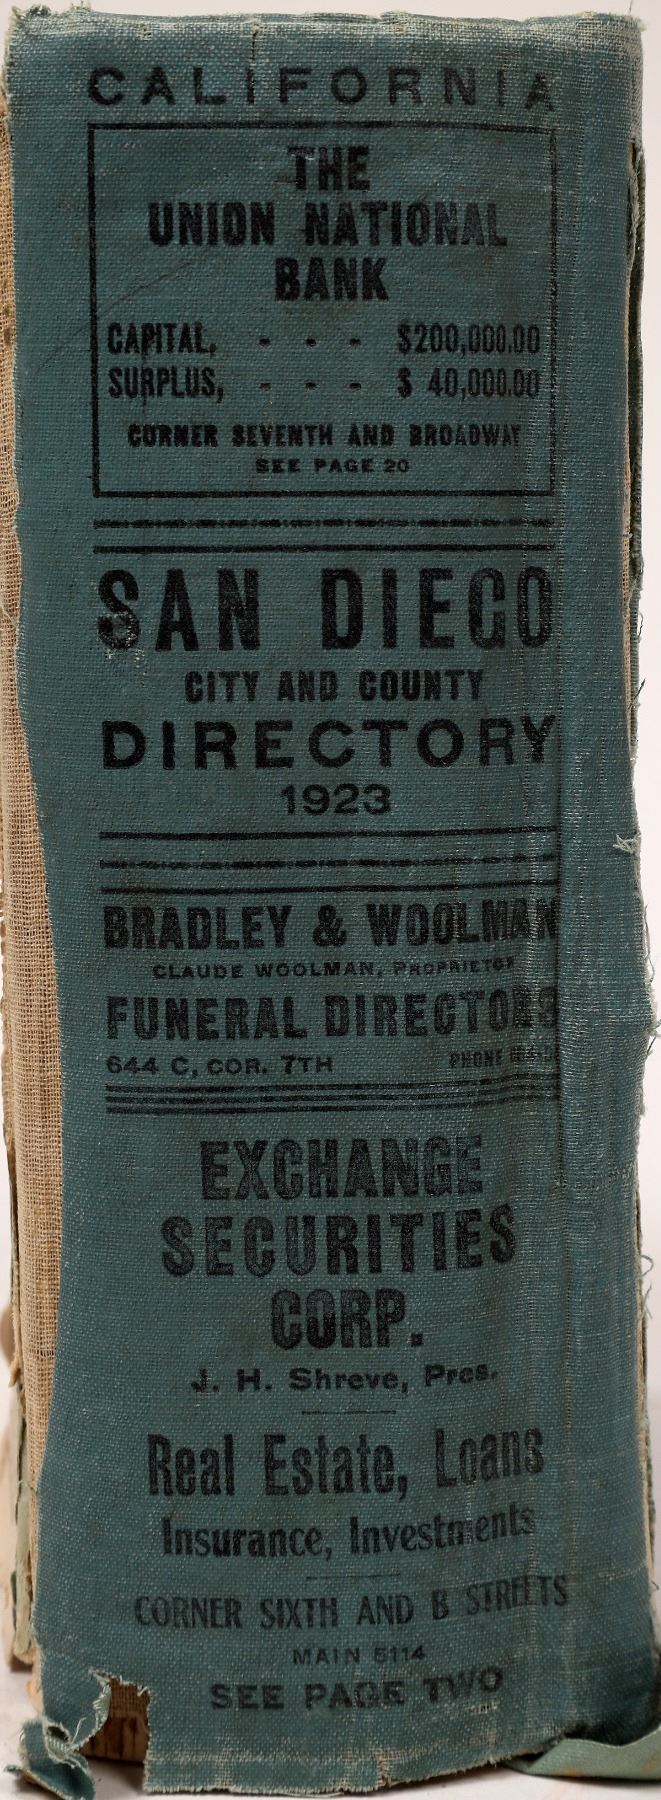 CALIFORNIA
THE
UNION NATIONAL
BANK
CAPITAL, - - - $200,000.00
SURPLUS, - - - $ 40,000.00
CORNER SEVENTH AND BROADWAY
SEE PAGE 20
SAN DIEGO
CITY AND COUNTY
DIRECTORY
1923
BRADLEY & WOOLMAN
CLAUDE WOOLMAN, PROPRIETOR
FUNERAL DIRECTORS
644 C, COR. 7TH PHONE
EXCHANGE
SECURITIES
CORP.
J. H. Shreve, Pres.
Real Estate, Loans
Insurance, Investments
CORNER SIXTH AND B STREETS
MAIN 5114
SEE PAGE TWO